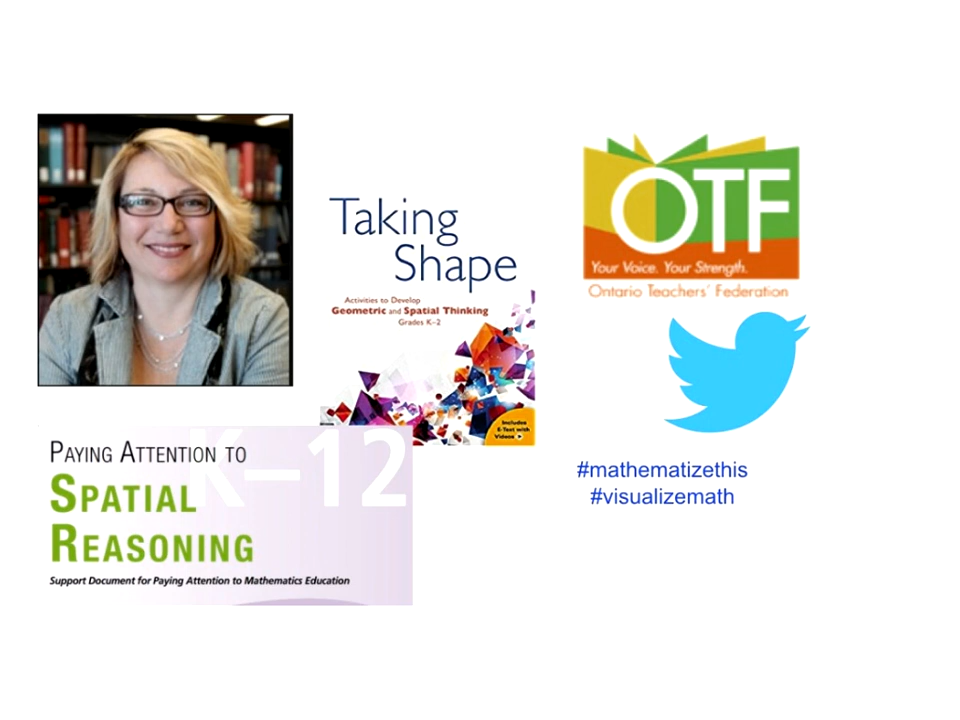 Taking
Shape
Activities to Develop
Geometric and Spatial Thinking
Grades K–2
Includes
E-Text with
Videos
K–12
PAYING ATTENTION TO
SPATIAL
REASONING
Support Document for Paying Attention to Mathematics Education
OTF
Your Voice. Your Strength.
Ontario Teachers' Federation
#mathematizethis
#visualizemath